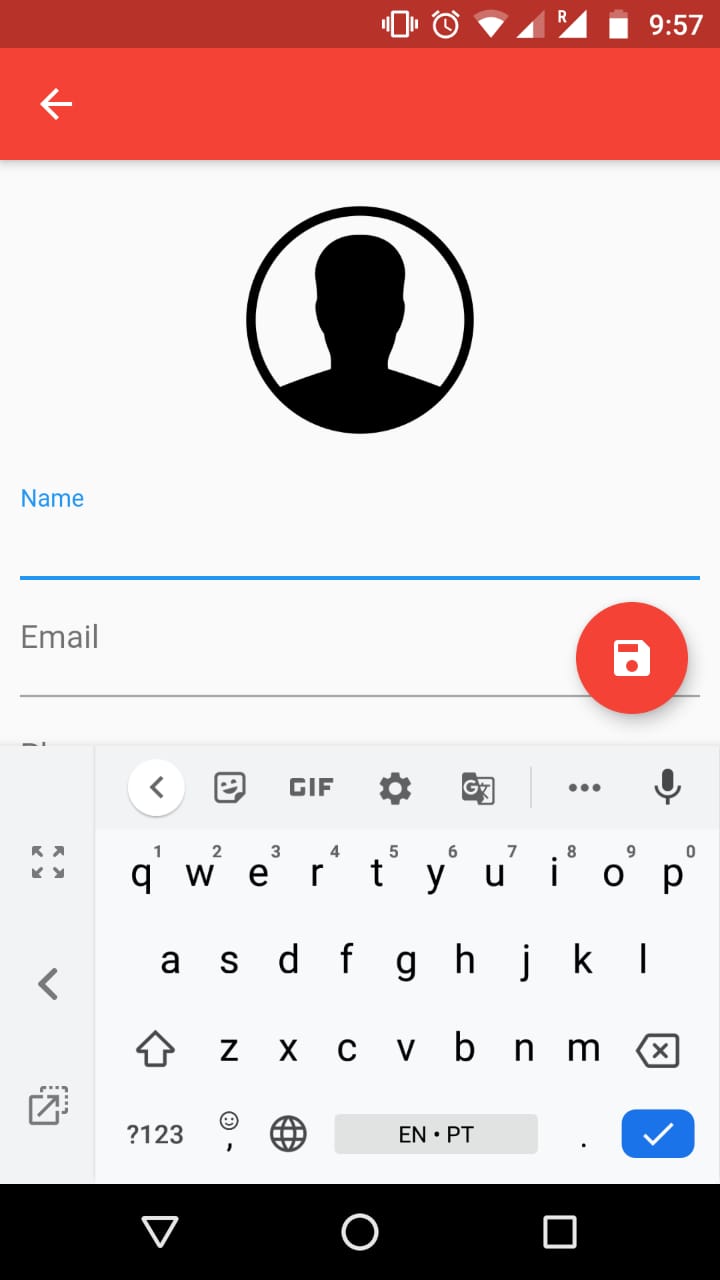 R 9:57
Name
Email
GIF
G
1 2 3 4 5 6 7 8 9 0
q w e r t y u i o p
a s d f g h j k l
z x c v b n m
?123 , EN • PT .